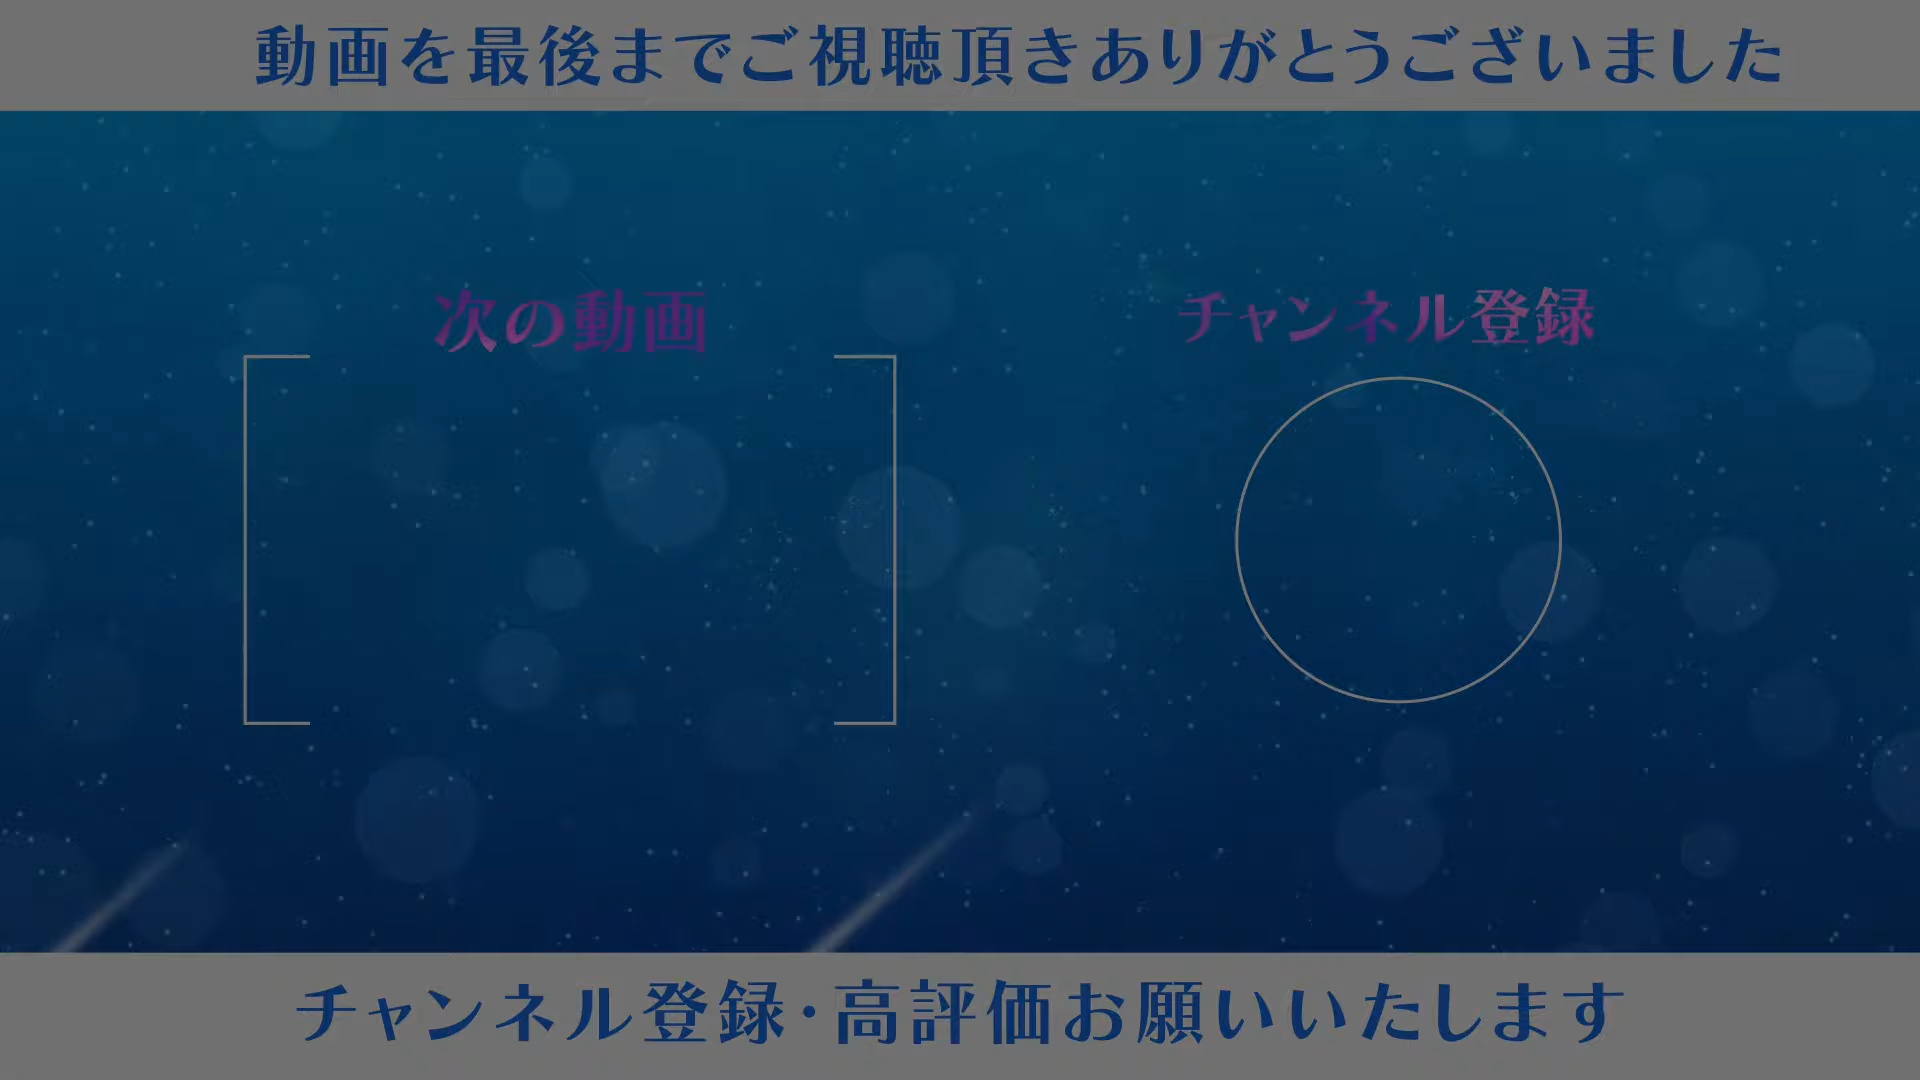 動画を最後までご視聴頂きありがとうございました
次の動画
チャンネル登録
チャンネル登録・高評価お願いいたします